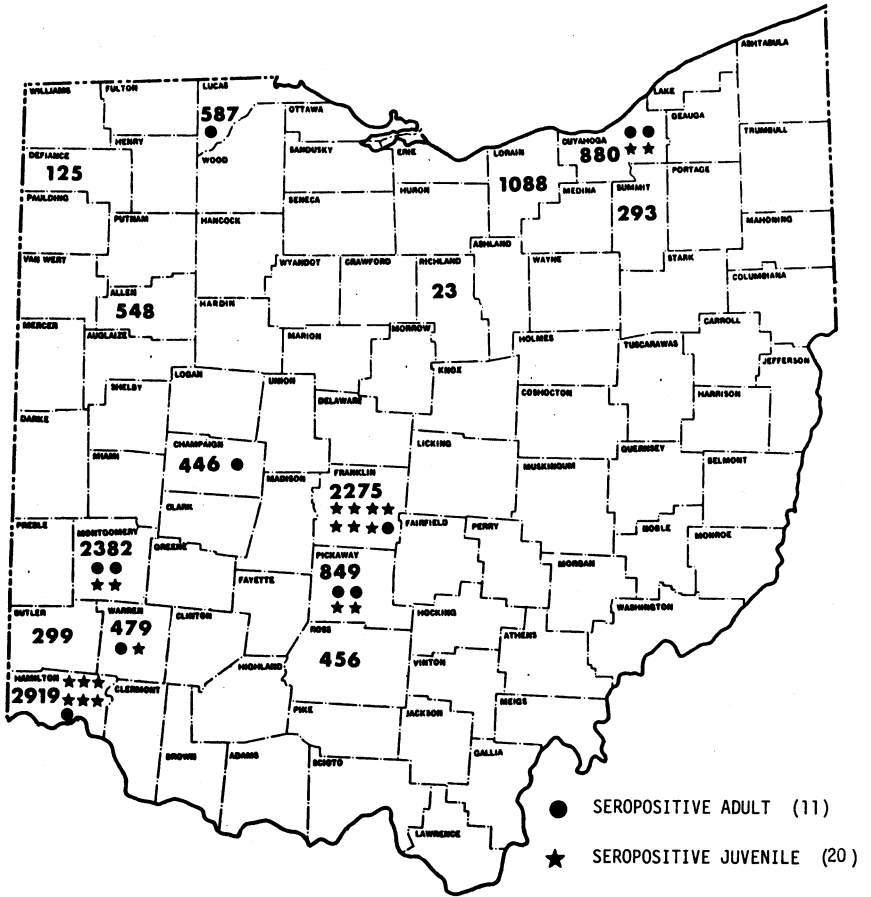 ASHTABULA
WILLIAMS
FULTON
LUCAS
587
OTTAWA
LAKE
GEAUGA
HENRY
WOOD
SANDUSKY
ERIE
LORAIN
1088
CUYAHOGA
880
TRUMBULL
DEFIANCE
125
PORTAGE
HURON
MEDINA
SUMMIT
293
PAULDING
SENECA
PUTNAM
HANCOCK
MAHONING
ASHLAND
VAN WERT
WYANDOT
CRAWFORD
RICHLAND
23
WAYNE
STARK
COLUMBIANA
ALLEN
548
HARDIN
MERCER
AUGLAIZE
MARION
MORROW
HOLMES
TUSCARAWAS
CARROLL
JEFFERSON
LOGAN
UNION
KNOX
SHELBY
DELAWARE
COSHOCTON
HARRISON
DARKE
CHAMPAIGN
446
LICKING
GUERNSEY
MIAMI
MADISON
FRANKLIN
2275
MUSKINGUM
BELMONT
CLARK
PREBLE
MONTGOMERY
2382
GREENE
FAIRFIELD
PERRY
NOBLE
MONROE
PICKAWAY
849
MORGAN
FAYETTE
BUTLER
299
WARREN
479
CLINTON
ROSS
456
HOCKING
ATHENS
WASHINGTON
HIGHLAND
VINTON
HAMILTON
2919
CLERMONT
PIKE
JACKSON
MEIGS
BROWN
ADAMS
SCIOTO
GALLIA
LAWRENCE
SEROPOSITIVE ADULT (11)
SEROPOSITIVE JUVENILE (20)